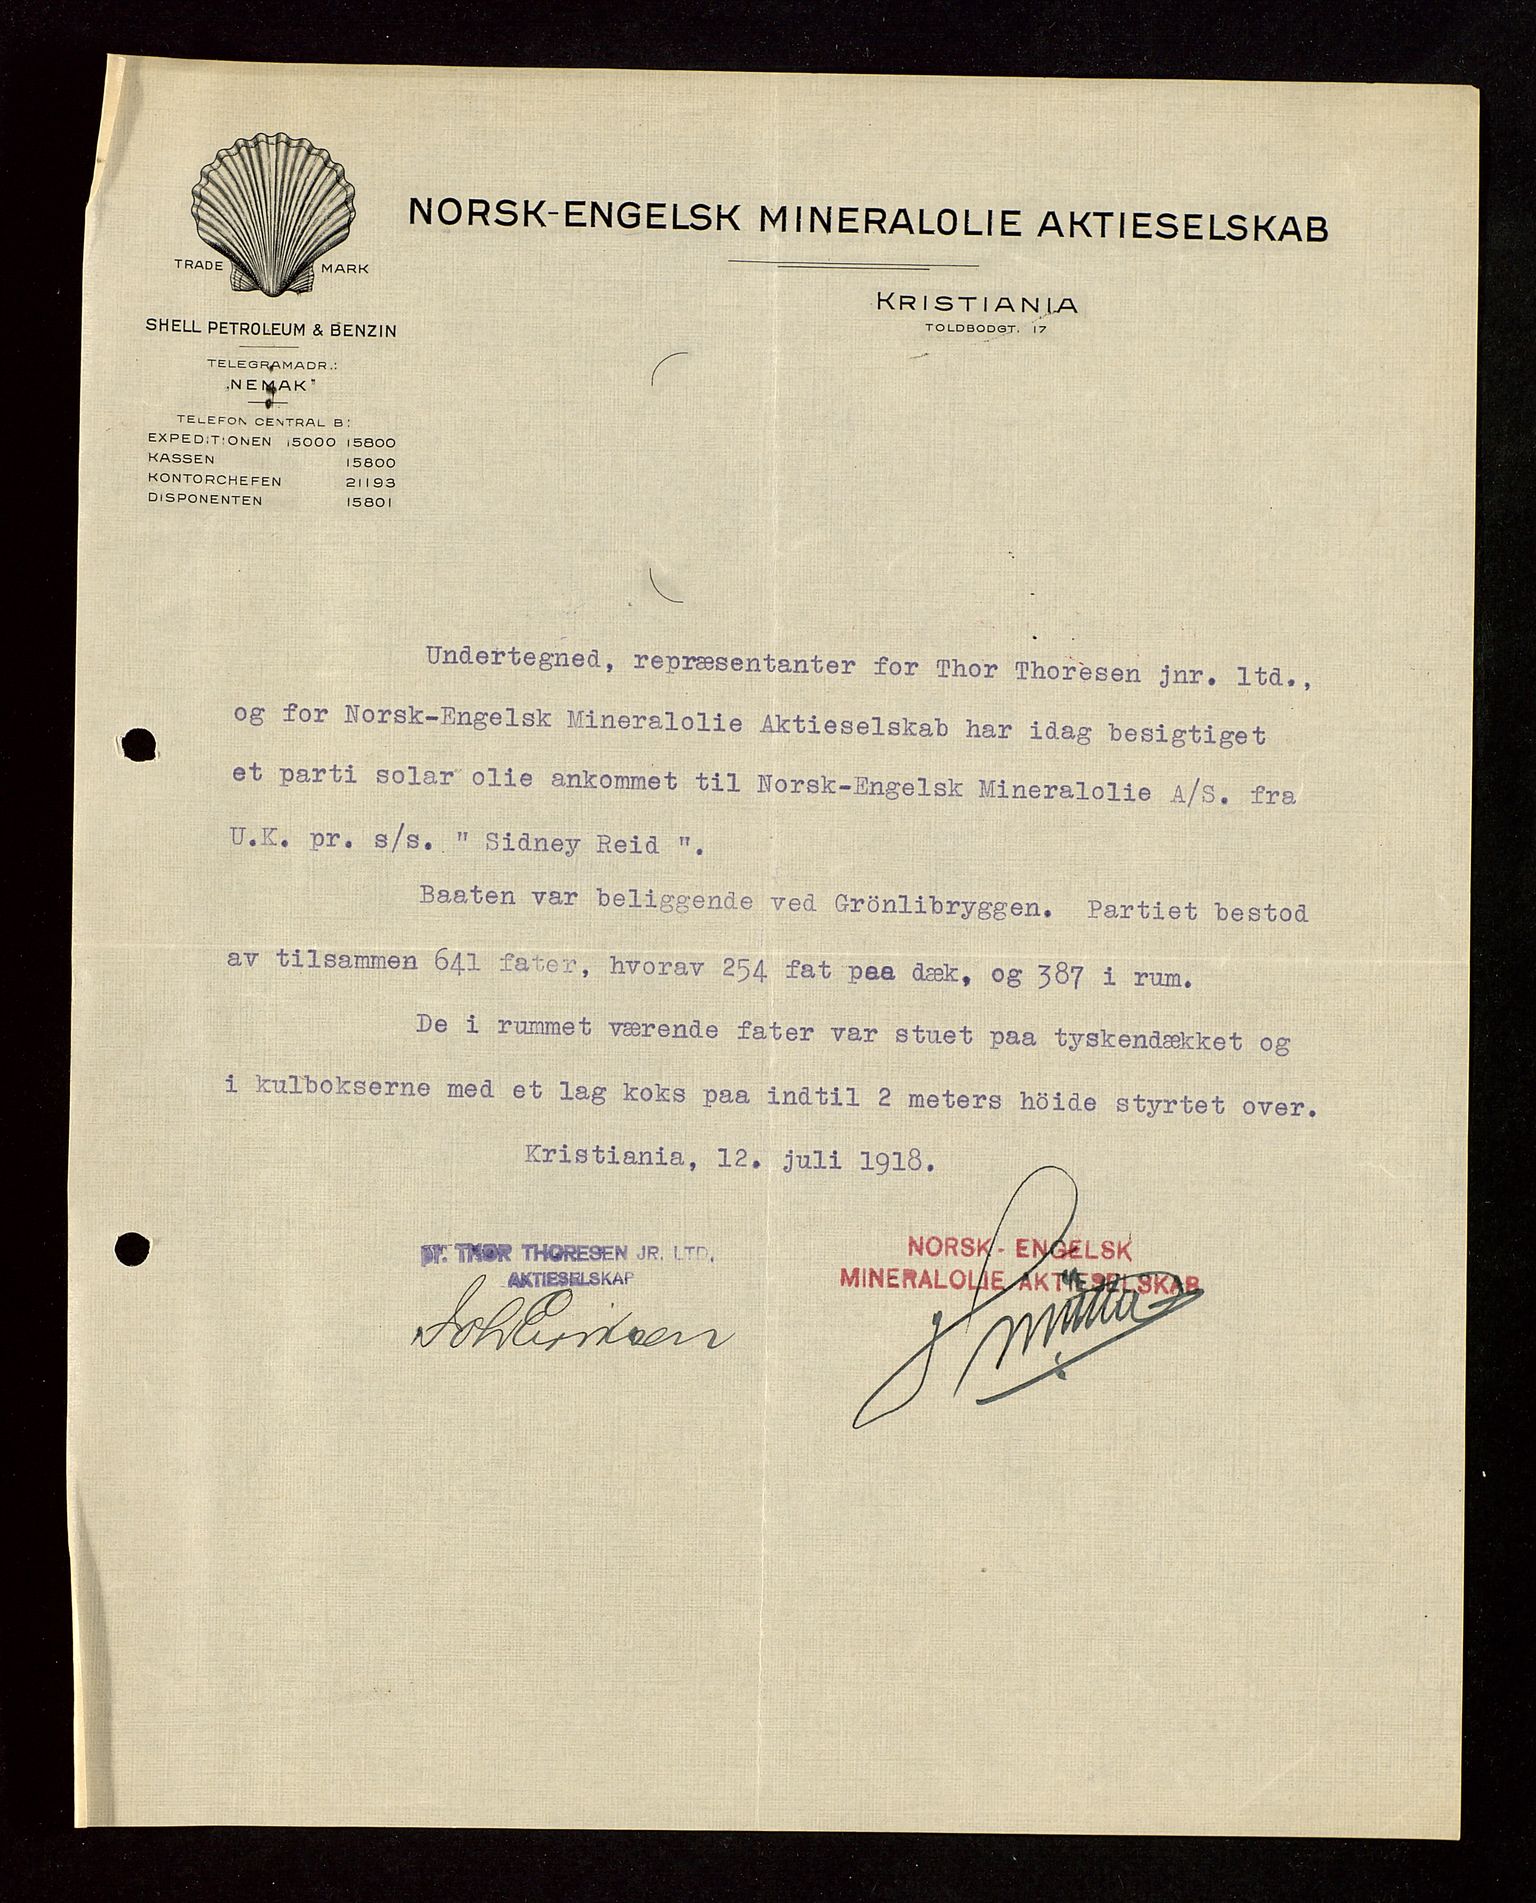 NORSK-ENGELSK MINERALOLIE AKTIESELSKAB
TRADE MARK
KRISTIANIA
TOLDBODGT. 17
SHELL PETROLEUM & BENZIN
TELEGRAMADR.:
„NEMAK"
TELEFON CENTRAL B:
EXPEDITIONEN 15000 15800
KASSEN 15800
KONTORCHEFEN 21193
DISPONENTEN 15801
Undertegned, repræsentanter for Thor Thoresen jnr. ltd.,
og for Norsk-Engelsk Mineralolie Aktieselskab har idag besigtiget
et parti solar olie ankommet til Norsk-Engelsk Mineralolie A/S. fra
U.K. pr. s/s. " Sidney Reid ".
Baaten var beliggende ved Grönlibryggen. Partiet bestod
av tilsammen 641 fater, hvorav 254 fat paa dæk, og 387 i rum.
De i rummet værende fater var stuet paa tyskendækket og
i kulbokserne med et lag koks paa indtil 2 meters höide styrtet over.
Kristiania, 12. juli 1918.
pr. THOR THORESEN JR. LTD.
AKTIESELSKAP
NORSK - ENGELSK
MINERALOLIE AKTIESELSKAB